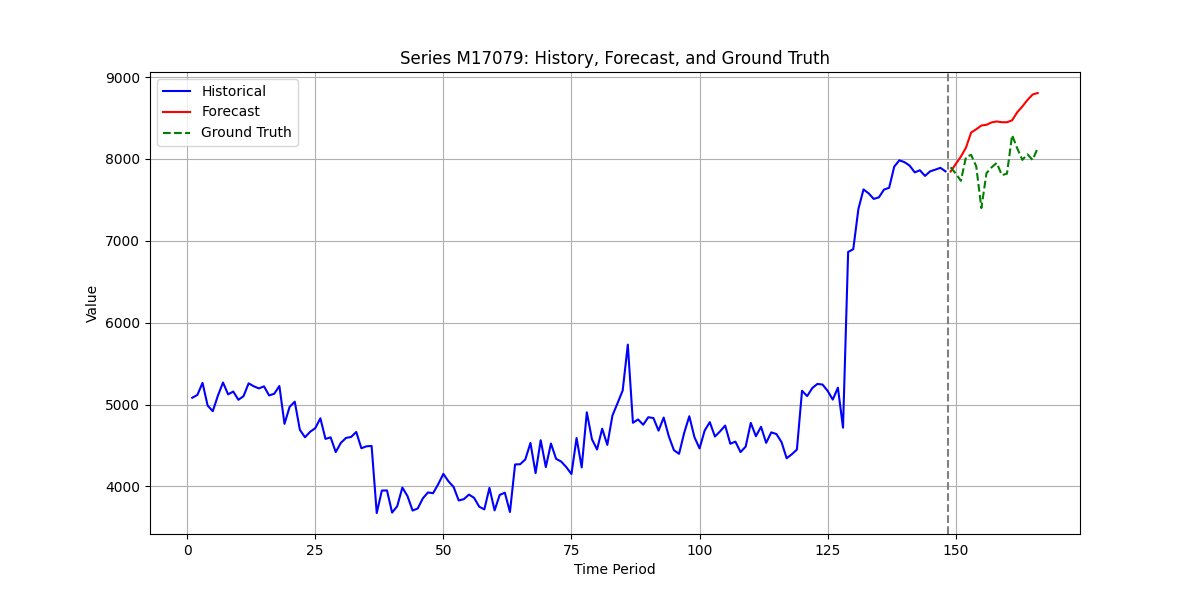 Series M17079: History, Forecast, and Ground Truth
9000
8000
7000
6000
5000
4000
Value
Historical
Forecast
Ground Truth
0 25 50 75 100 125 150
Time Period